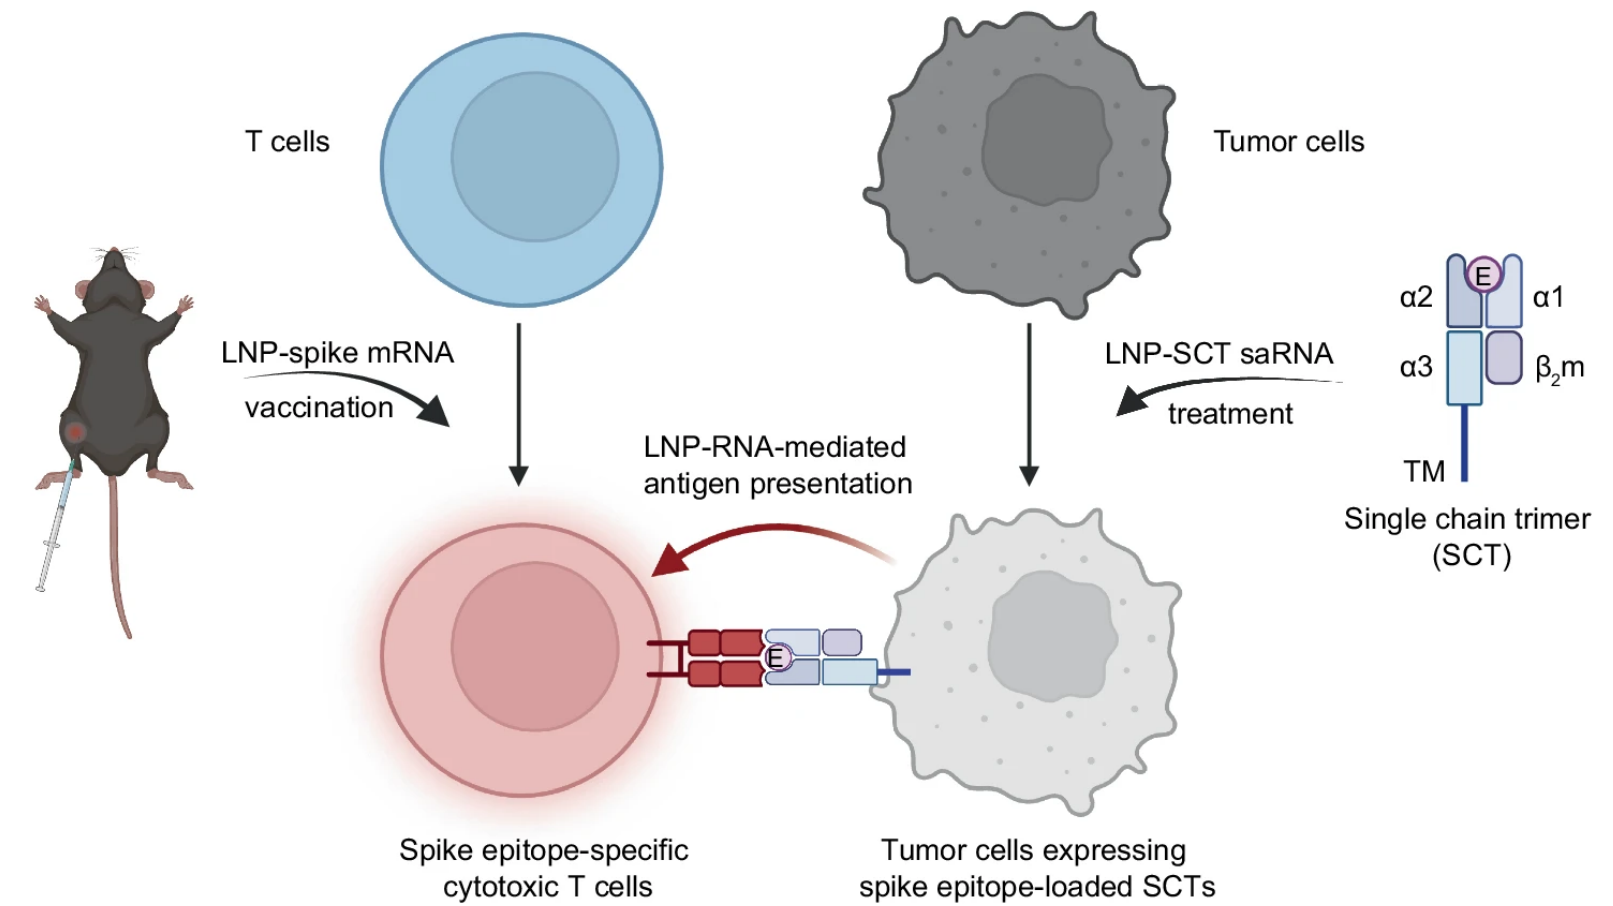 T cells
Tumor cells
E
α2
α1
LNP-spike mRNA
vaccination
LNP-SCT saRNA
treatment
α3
β₂m
LNP-RNA-mediated
antigen presentation
TM
Single chain trimer
(SCT)
E
Spike epitope-specific
cytotoxic T cells
Tumor cells expressing
spike epitope-loaded SCTs